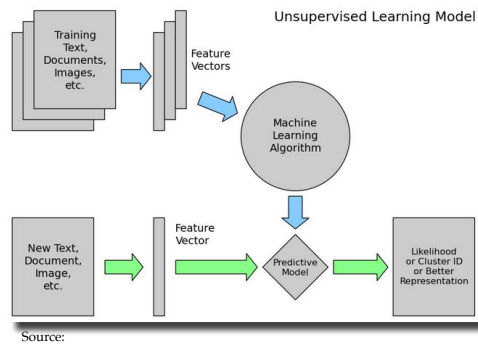 Unsupervised Learning Model
Training
Text,
Documents,
Images,
etc.
Feature
Vectors
Machine
Learning
Algorithm
New Text,
Document,
Image,
etc.
Feature
Vector
Predictive
Model
Likelihood
or Cluster ID
or Better
Representation
Source: